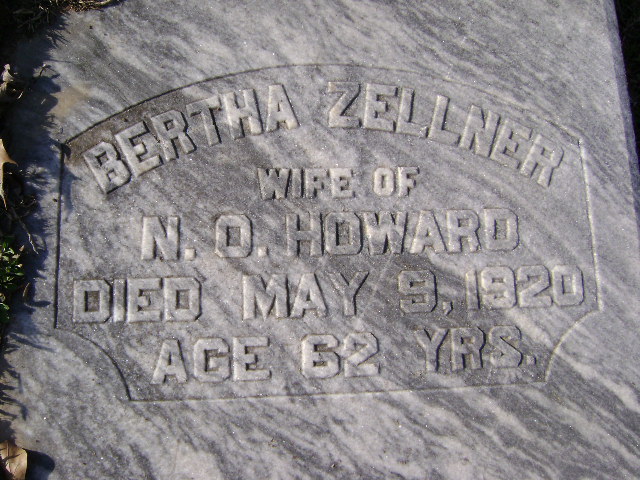 BERTHA ZELLNER
WIFE OF
N. O. HOWARD
DIED MAY 9, 1920
AGE 62 YRS.